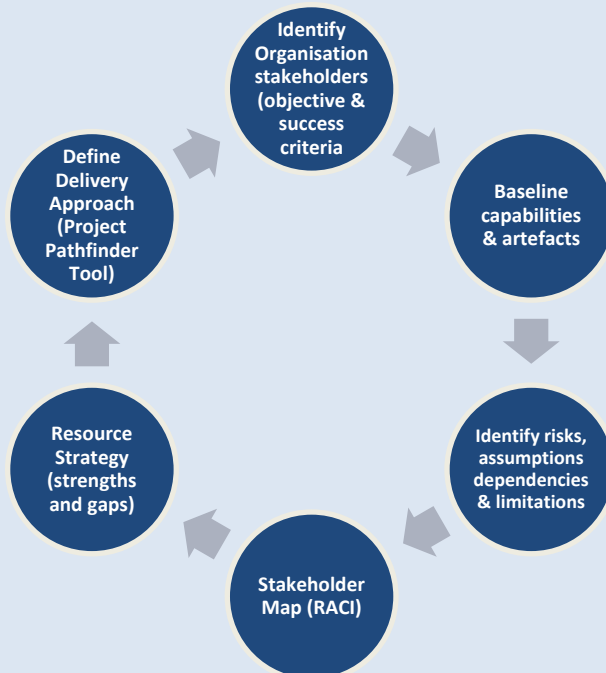 Identify
Organisation
stakeholders
(objective &
success
criteria
Baseline
capabilities
& artefacts
Identify risks,
assumptions
dependencies
& limitations
Stakeholder
Map (RACI)
Resource
Strategy
(strengths
and gaps)
Define
Delivery
Approach
(Project
Pathfinder
Tool)